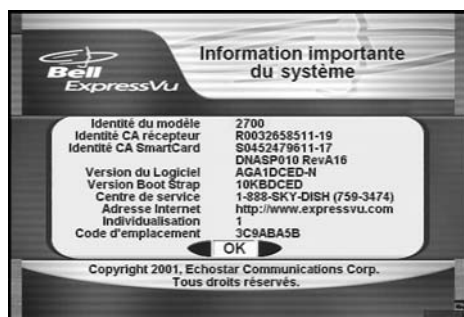 Bell
ExpressVu
Information importante
du système
Identité du modèle 2700
Identité CA récepteur R0032658511-19
Identité CA SmartCard S0452479611-17
DNASP010 RevA16
Version du Logiciel AGA1DCED-N
Version Boot Strap 10KBDCED
Centre de service 1-888-SKY-DISH (759-3474)
Adresse Internet http://www.expressvu.com
Individualisation 1
Code d'emplacement 3C9ABA5B
OK
Copyright 2001, Echostar Communications Corp.
Tous droits réservés.